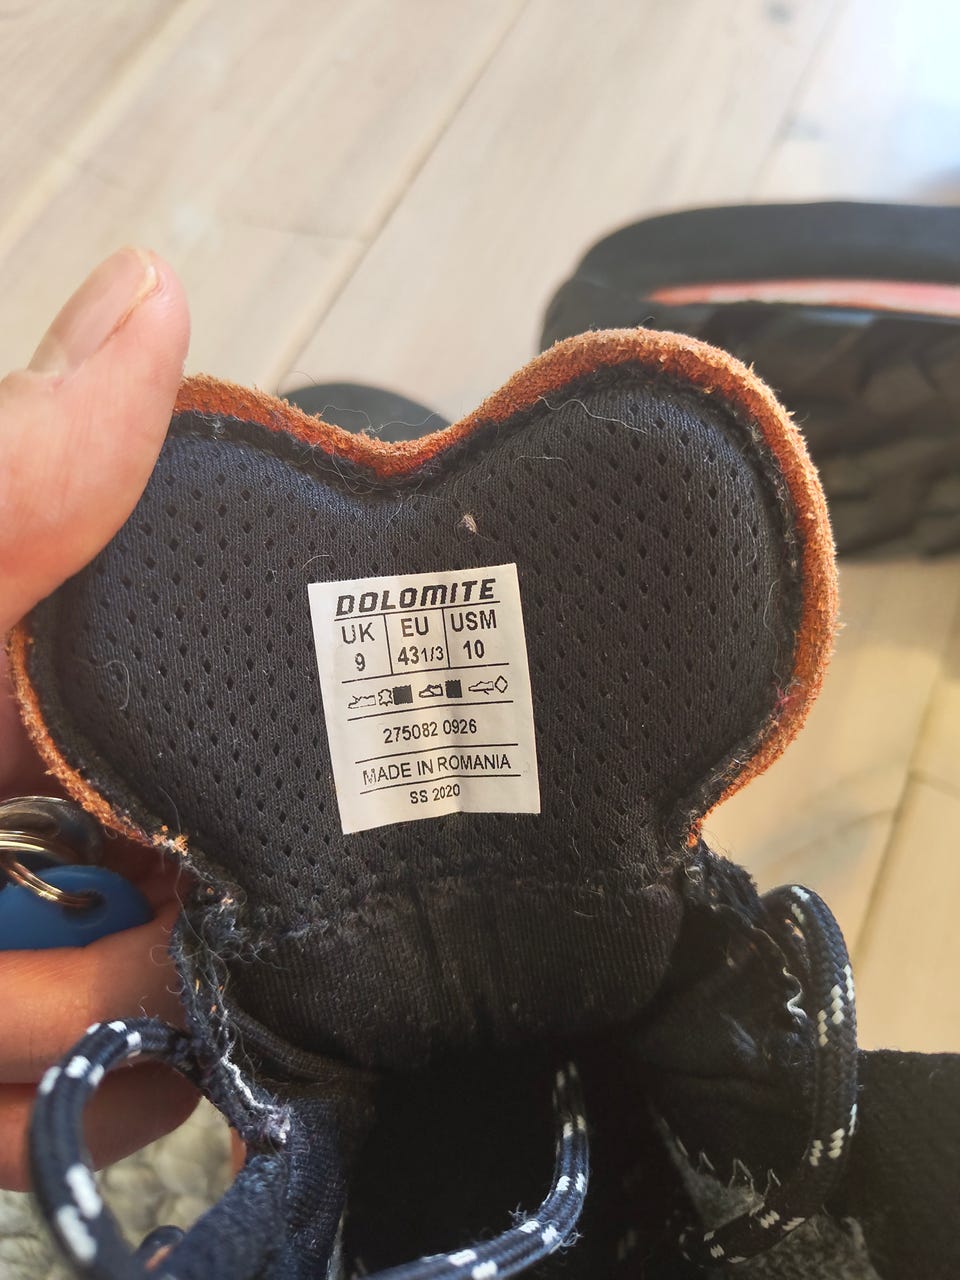 DOLOMITE
UK EU USM
9 43 1/3 10
275082 0926
MADE IN ROMANIA
SS 2020